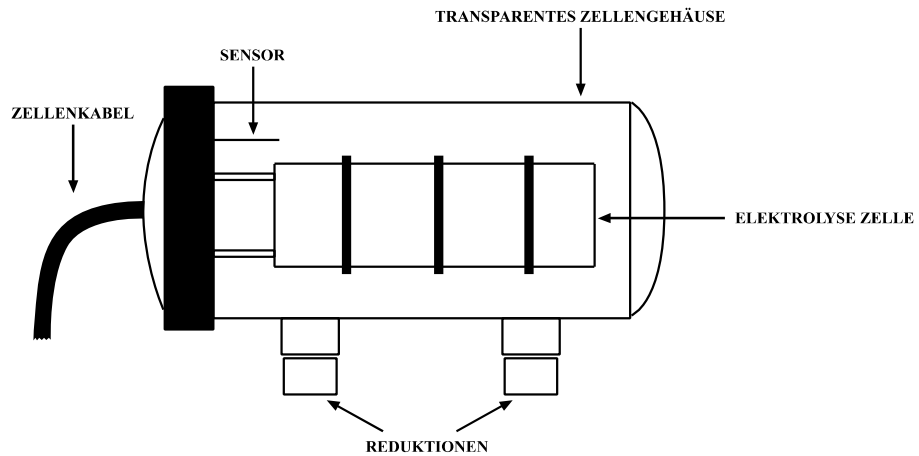 TRANSPARENTES ZELLENGEHÄUSE
SENSOR
ZELLENKABEL
ELEKTROLYSE ZELLE
REDUKTIONEN